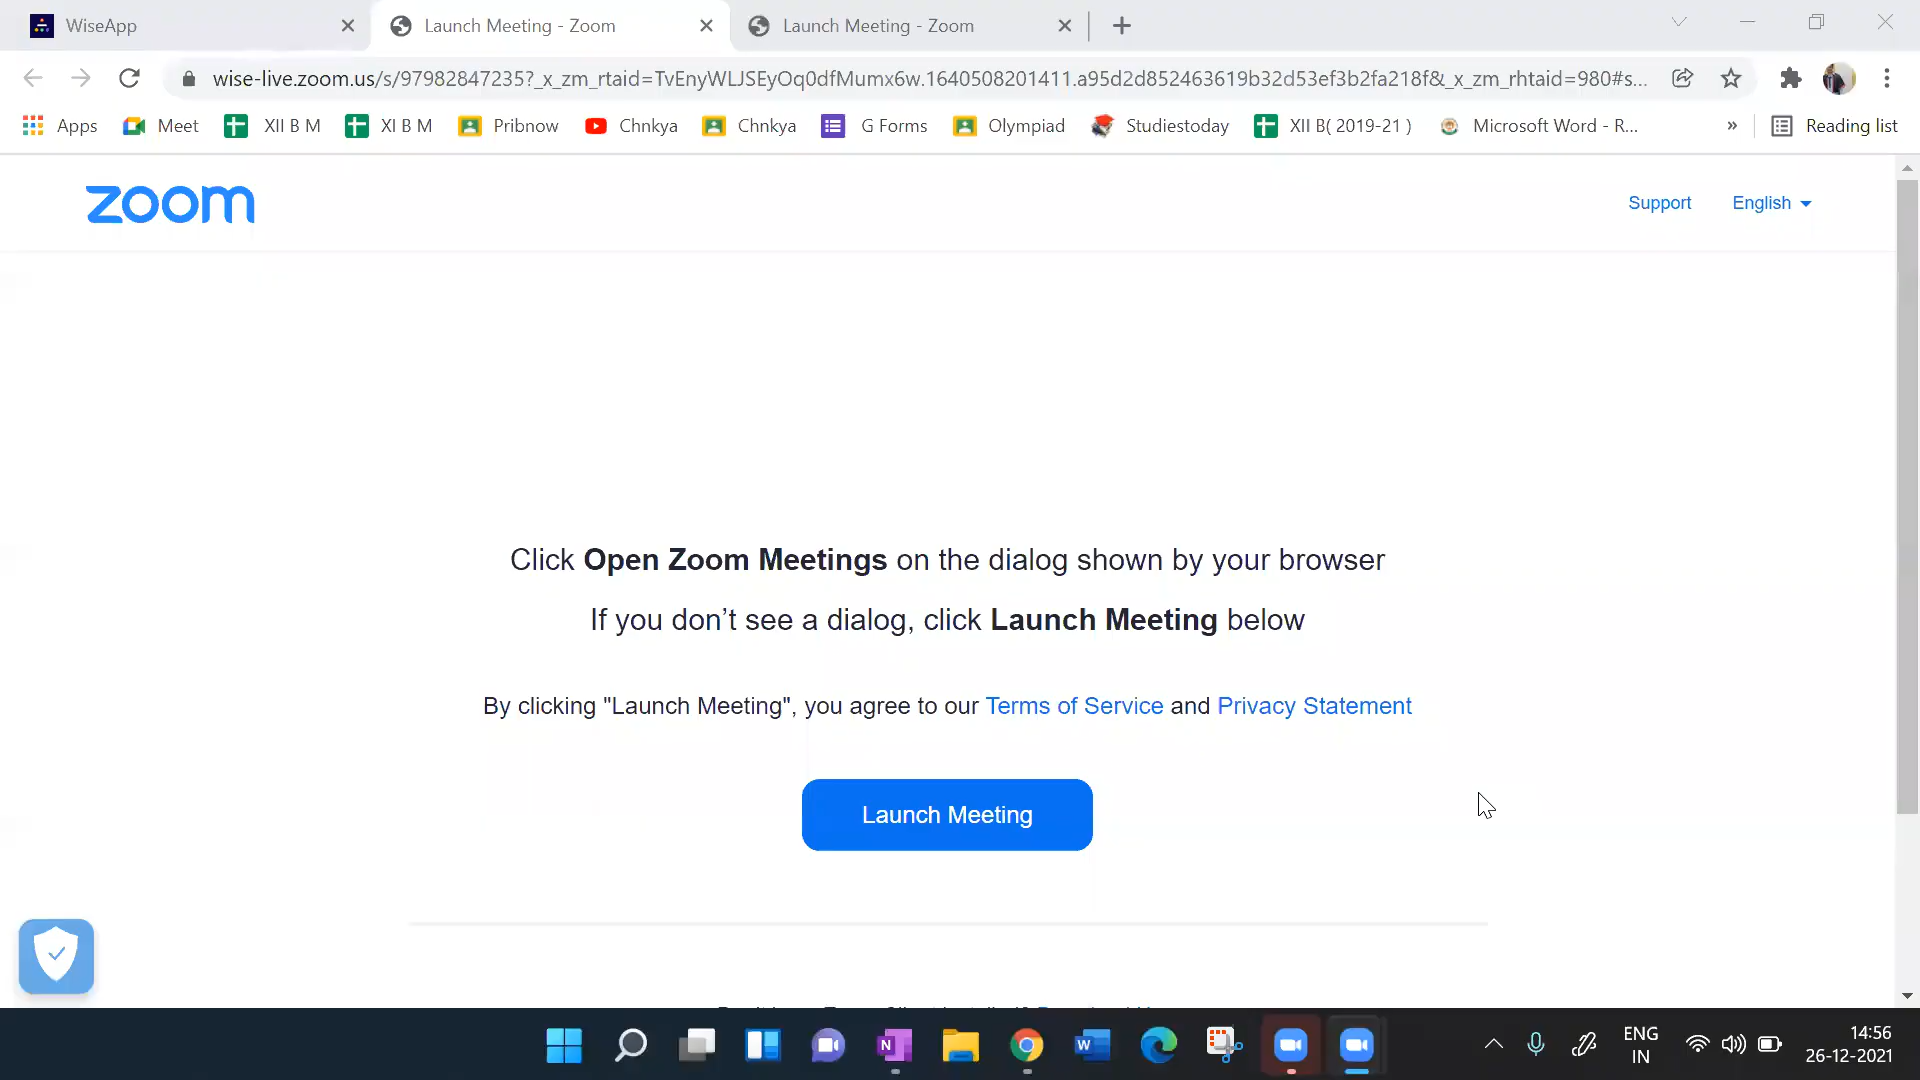 WiseApp
Launch Meeting - Zoom
Launch Meeting - Zoom
wise-live.zoom.us/s/97982847235?_x_zm_rtaid=TvEnyWLJSEyOq0dfMumx6w.1640508201411.a95d2d852463619b32d53ef3b2fa218f&_x_zm_rhtaid=980#s...
Apps
Meet
XII B M
XI B M
Pribnow
Chnkya
Chnkya
G Forms
Olympiad
Studiestoday
XII B( 2019-21 )
Microsoft Word - R...
»
Reading list
zoom
Support
English
Click Open Zoom Meetings on the dialog shown by your browser
If you don’t see a dialog, click Launch Meeting below
By clicking "Launch Meeting", you agree to our Terms of Service and Privacy Statement
Launch Meeting
ENG
IN
14:56
26-12-2021